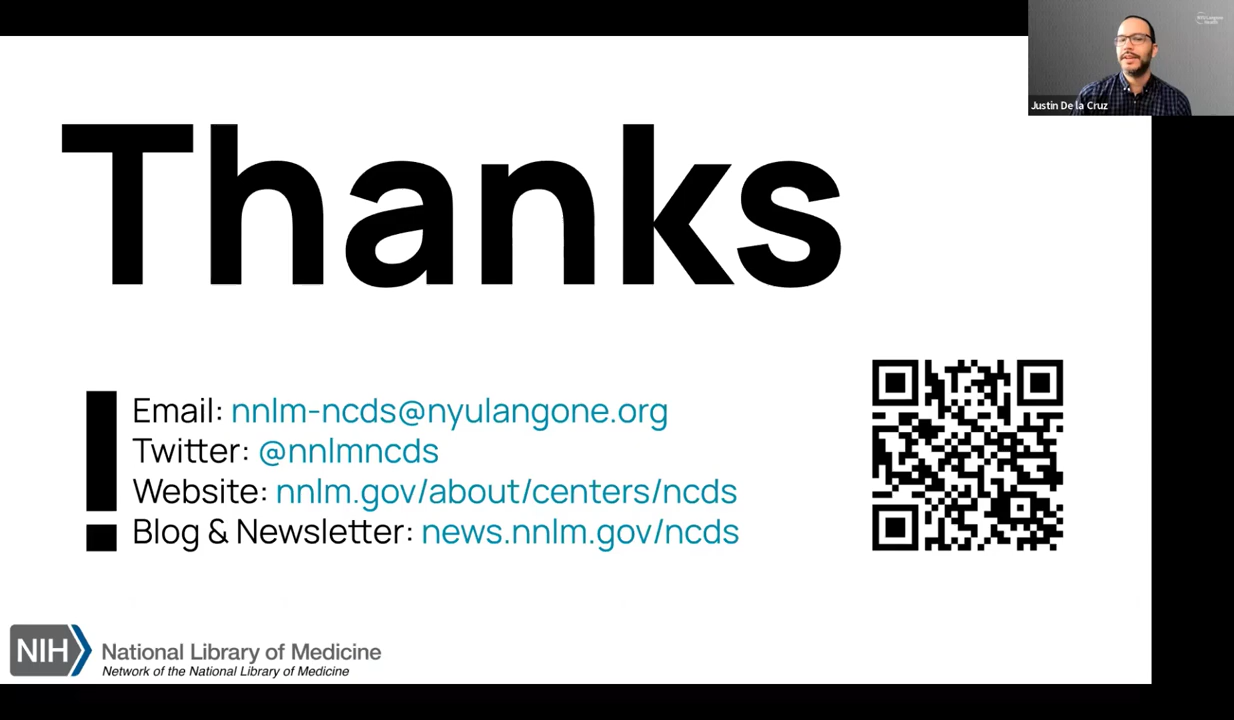 Thanks
Email: nnlm-ncds@nyulangone.org
Twitter: @nnlmncds
Website: nnlm.gov/about/centers/ncds
Blog & Newsletter: news.nnlm.gov/ncds
NIH National Library of Medicine
Network of the National Library of Medicine
Justin De la Cruz